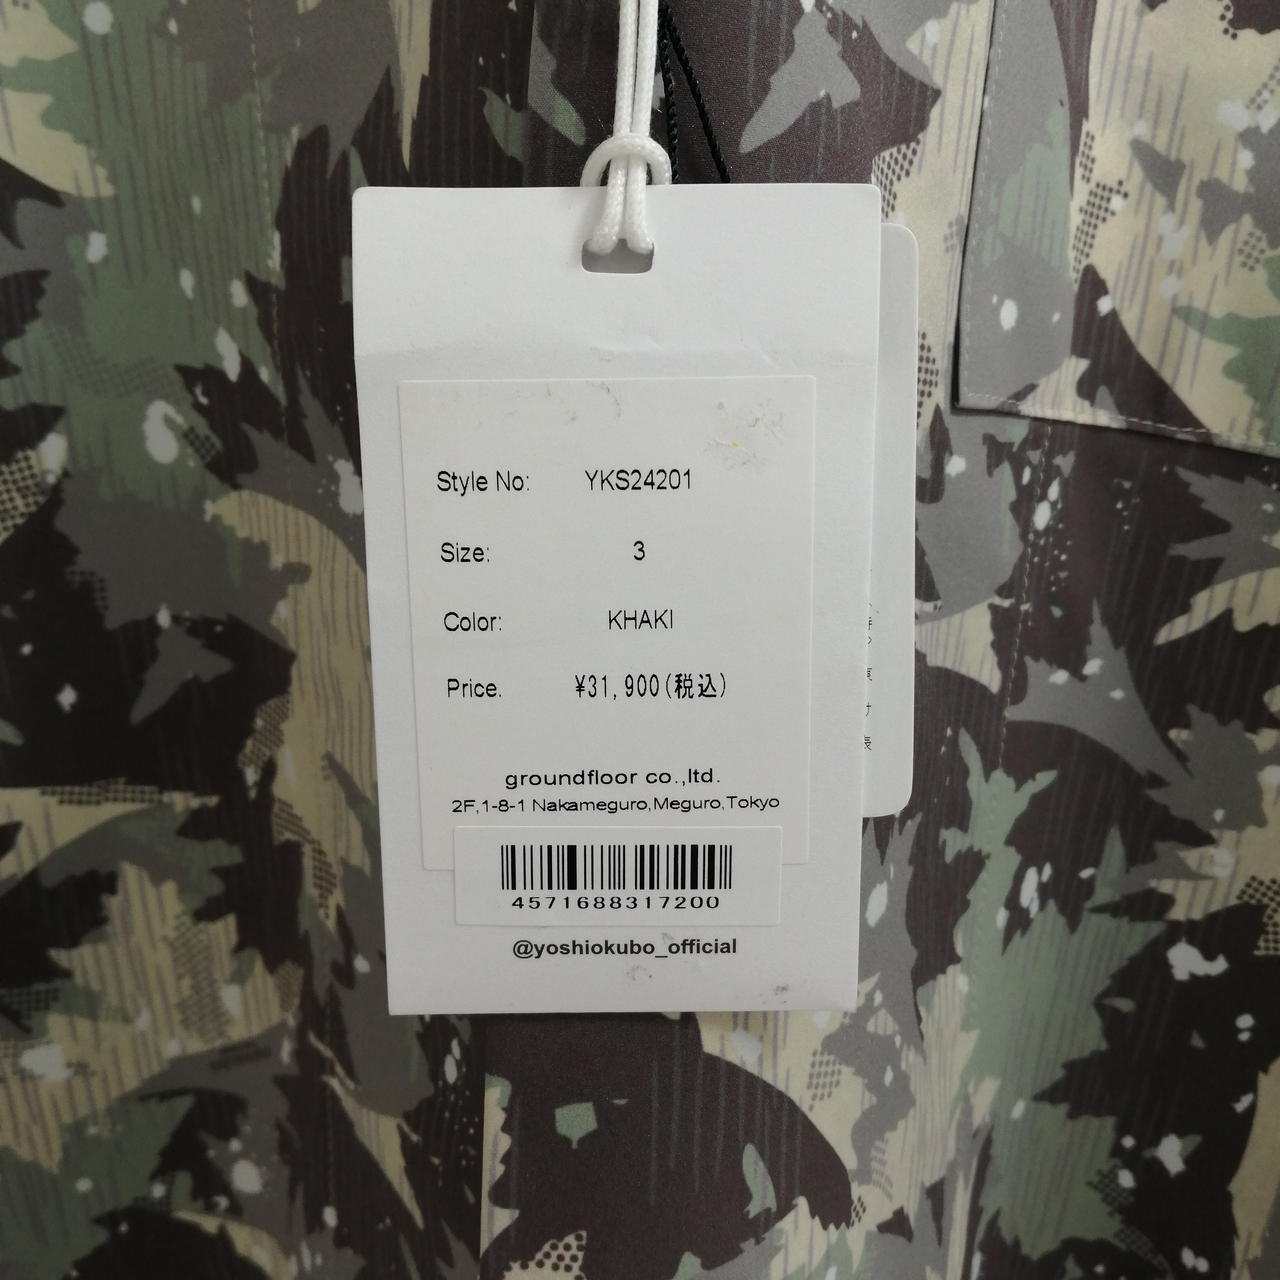 Style No: YKS24201
Size: 3
Color: KHAKI
Price. ¥31,900(税込)
groundfloor co.,ltd.
2F,1-8-1 Nakameguro,Meguro,Tokyo
4571688317200
@yoshiokubo_official